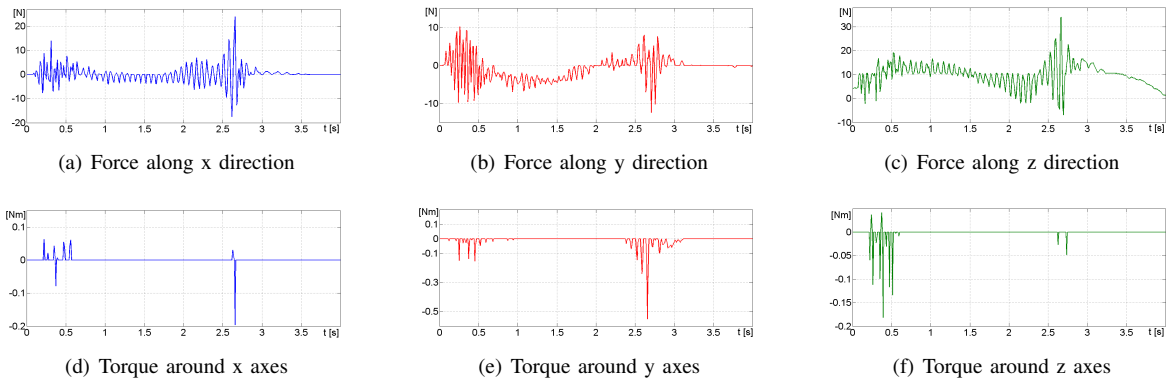 [N]
20
10
0
-10
-20
0 0.5 1 1.5 2 2.5 3 3.5 t [s]
(a) Force along x direction
[N]
10
0
-10
0 0.5 1 1.5 2 2.5 3 3.5 t [s]
(b) Force along y direction
[N]
30
20
10
0
-10
0 0.5 1 1.5 2 2.5 3 3.5 t [s]
(c) Force along z direction
[Nm]
0.1
0
-0.1
-0.2
0 0.5 1 1.5 2 2.5 3 3.5 t [s]
(d) Torque around x axes
[Nm]
0.1
0
-0.1
-0.3
-0.5
0 0.5 1 1.5 2 2.5 3 3.5 t [s]
(e) Torque around y axes
[Nm]
0
-0.05
-0.1
-0.15
-0.2
0 0.5 1 1.5 2 2.5 3 3.5 t [s]
(f) Torque around z axes